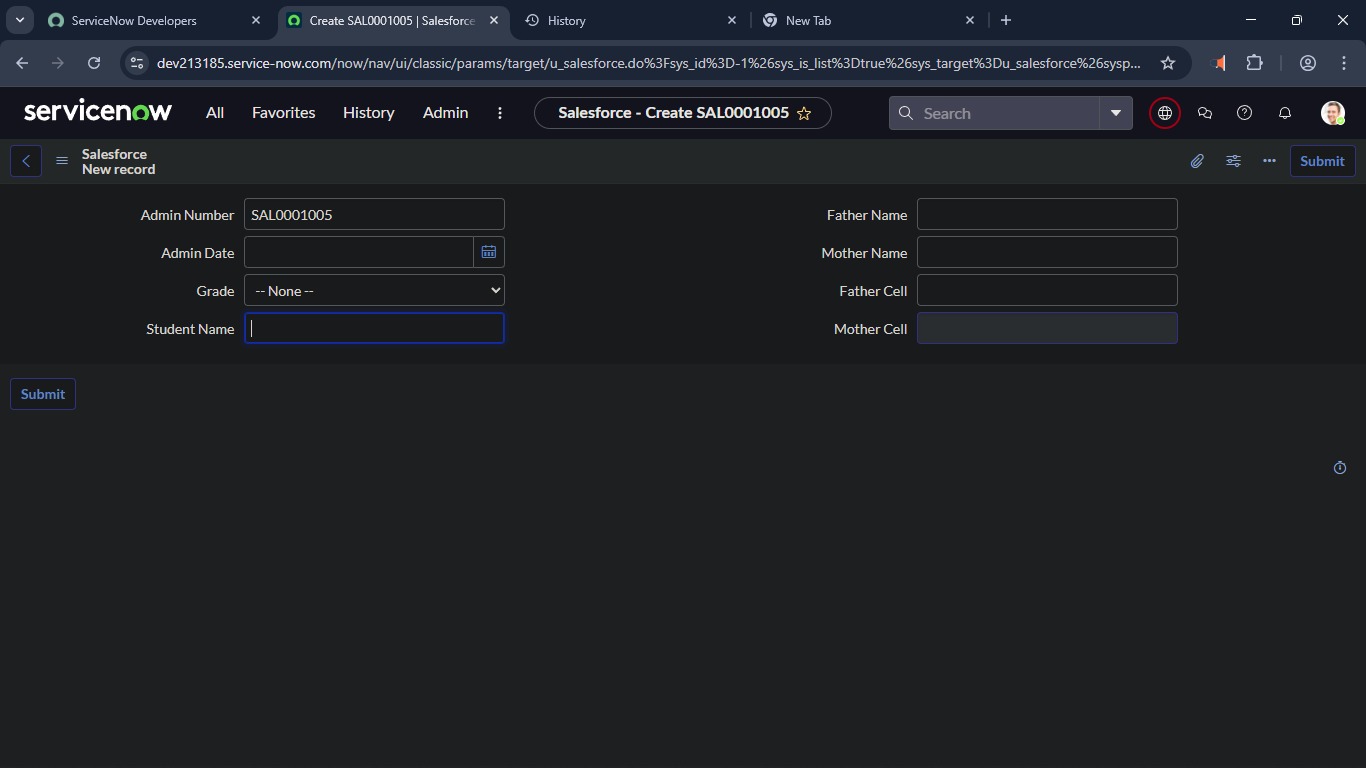 ServiceNow Developers
Create SAL0001005 | Salesforce
History
New Tab
dev213185.service-now.com/now/nav/ui/classic/params/target/u_salesforce.do%3Fsys_id%3D-1%26sys_is_list%3Dtrue%26sys_target%3Du_salesforce%26sysp...
servicenow
All
Favorites
History
Admin
Salesforce - Create SAL0001005
Search
Salesforce
New record
Submit
Admin Number
SAL0001005
Admin Date
Grade
-- None --
Student Name
Father Name
Mother Name
Father Cell
Mother Cell
Submit